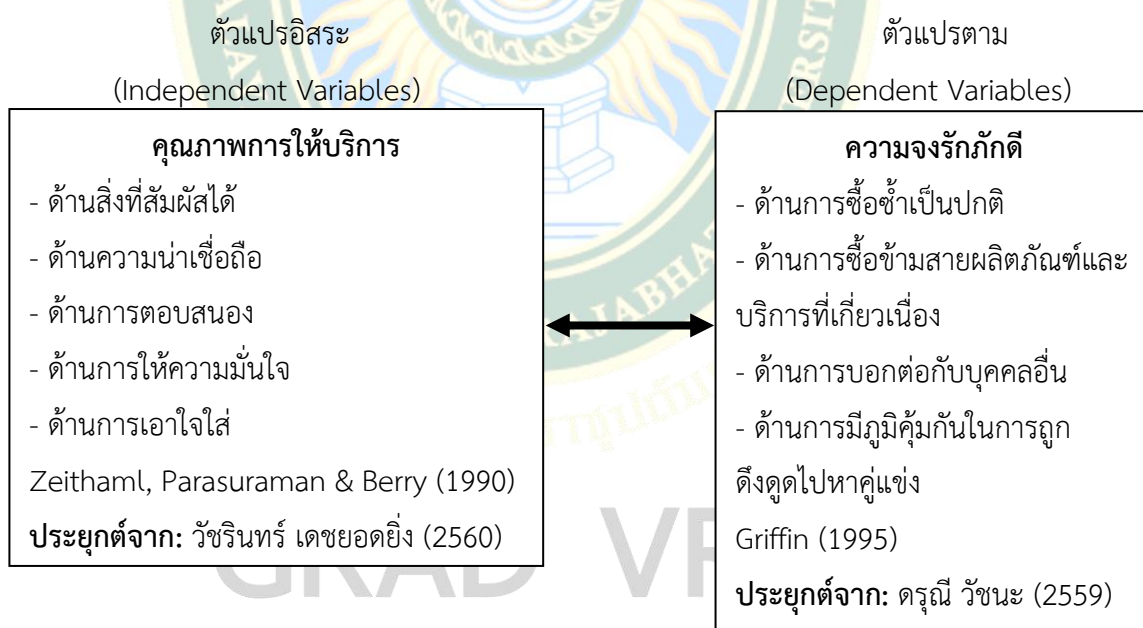 ตัวแปรอิสระ
(Independent Variables)
คุณภาพการให้บริการ
- ด้านสิ่งที่สัมผัสได้
- ด้านความน่าเชื่อถือ
- ด้านการตอบสนอง
- ด้านการให้ความมั่นใจ
- ด้านการเอาใจใส่
Zeithaml, Parasuraman & Berry (1990)
ประยุกต์จาก: วัชรินทร์ เดชยอดยิ่ง (2560)
ตัวแปรตาม
(Dependent Variables)
ความจงรักภักดี
- ด้านการซื้อซ้ำเป็นปกติ
- ด้านการซื้อข้ามสายผลิตภัณฑ์และ
บริการที่เกี่ยวเนื่อง
- ด้านการบอกต่อกับบุคคลอื่น
- ด้านการมีภูมิคุ้มกันในการถูก
ดึงดูดไปหาคู่แข่ง
Griffin (1995)
ประยุกต์จาก: ดรุณี วัชนะ (2559)